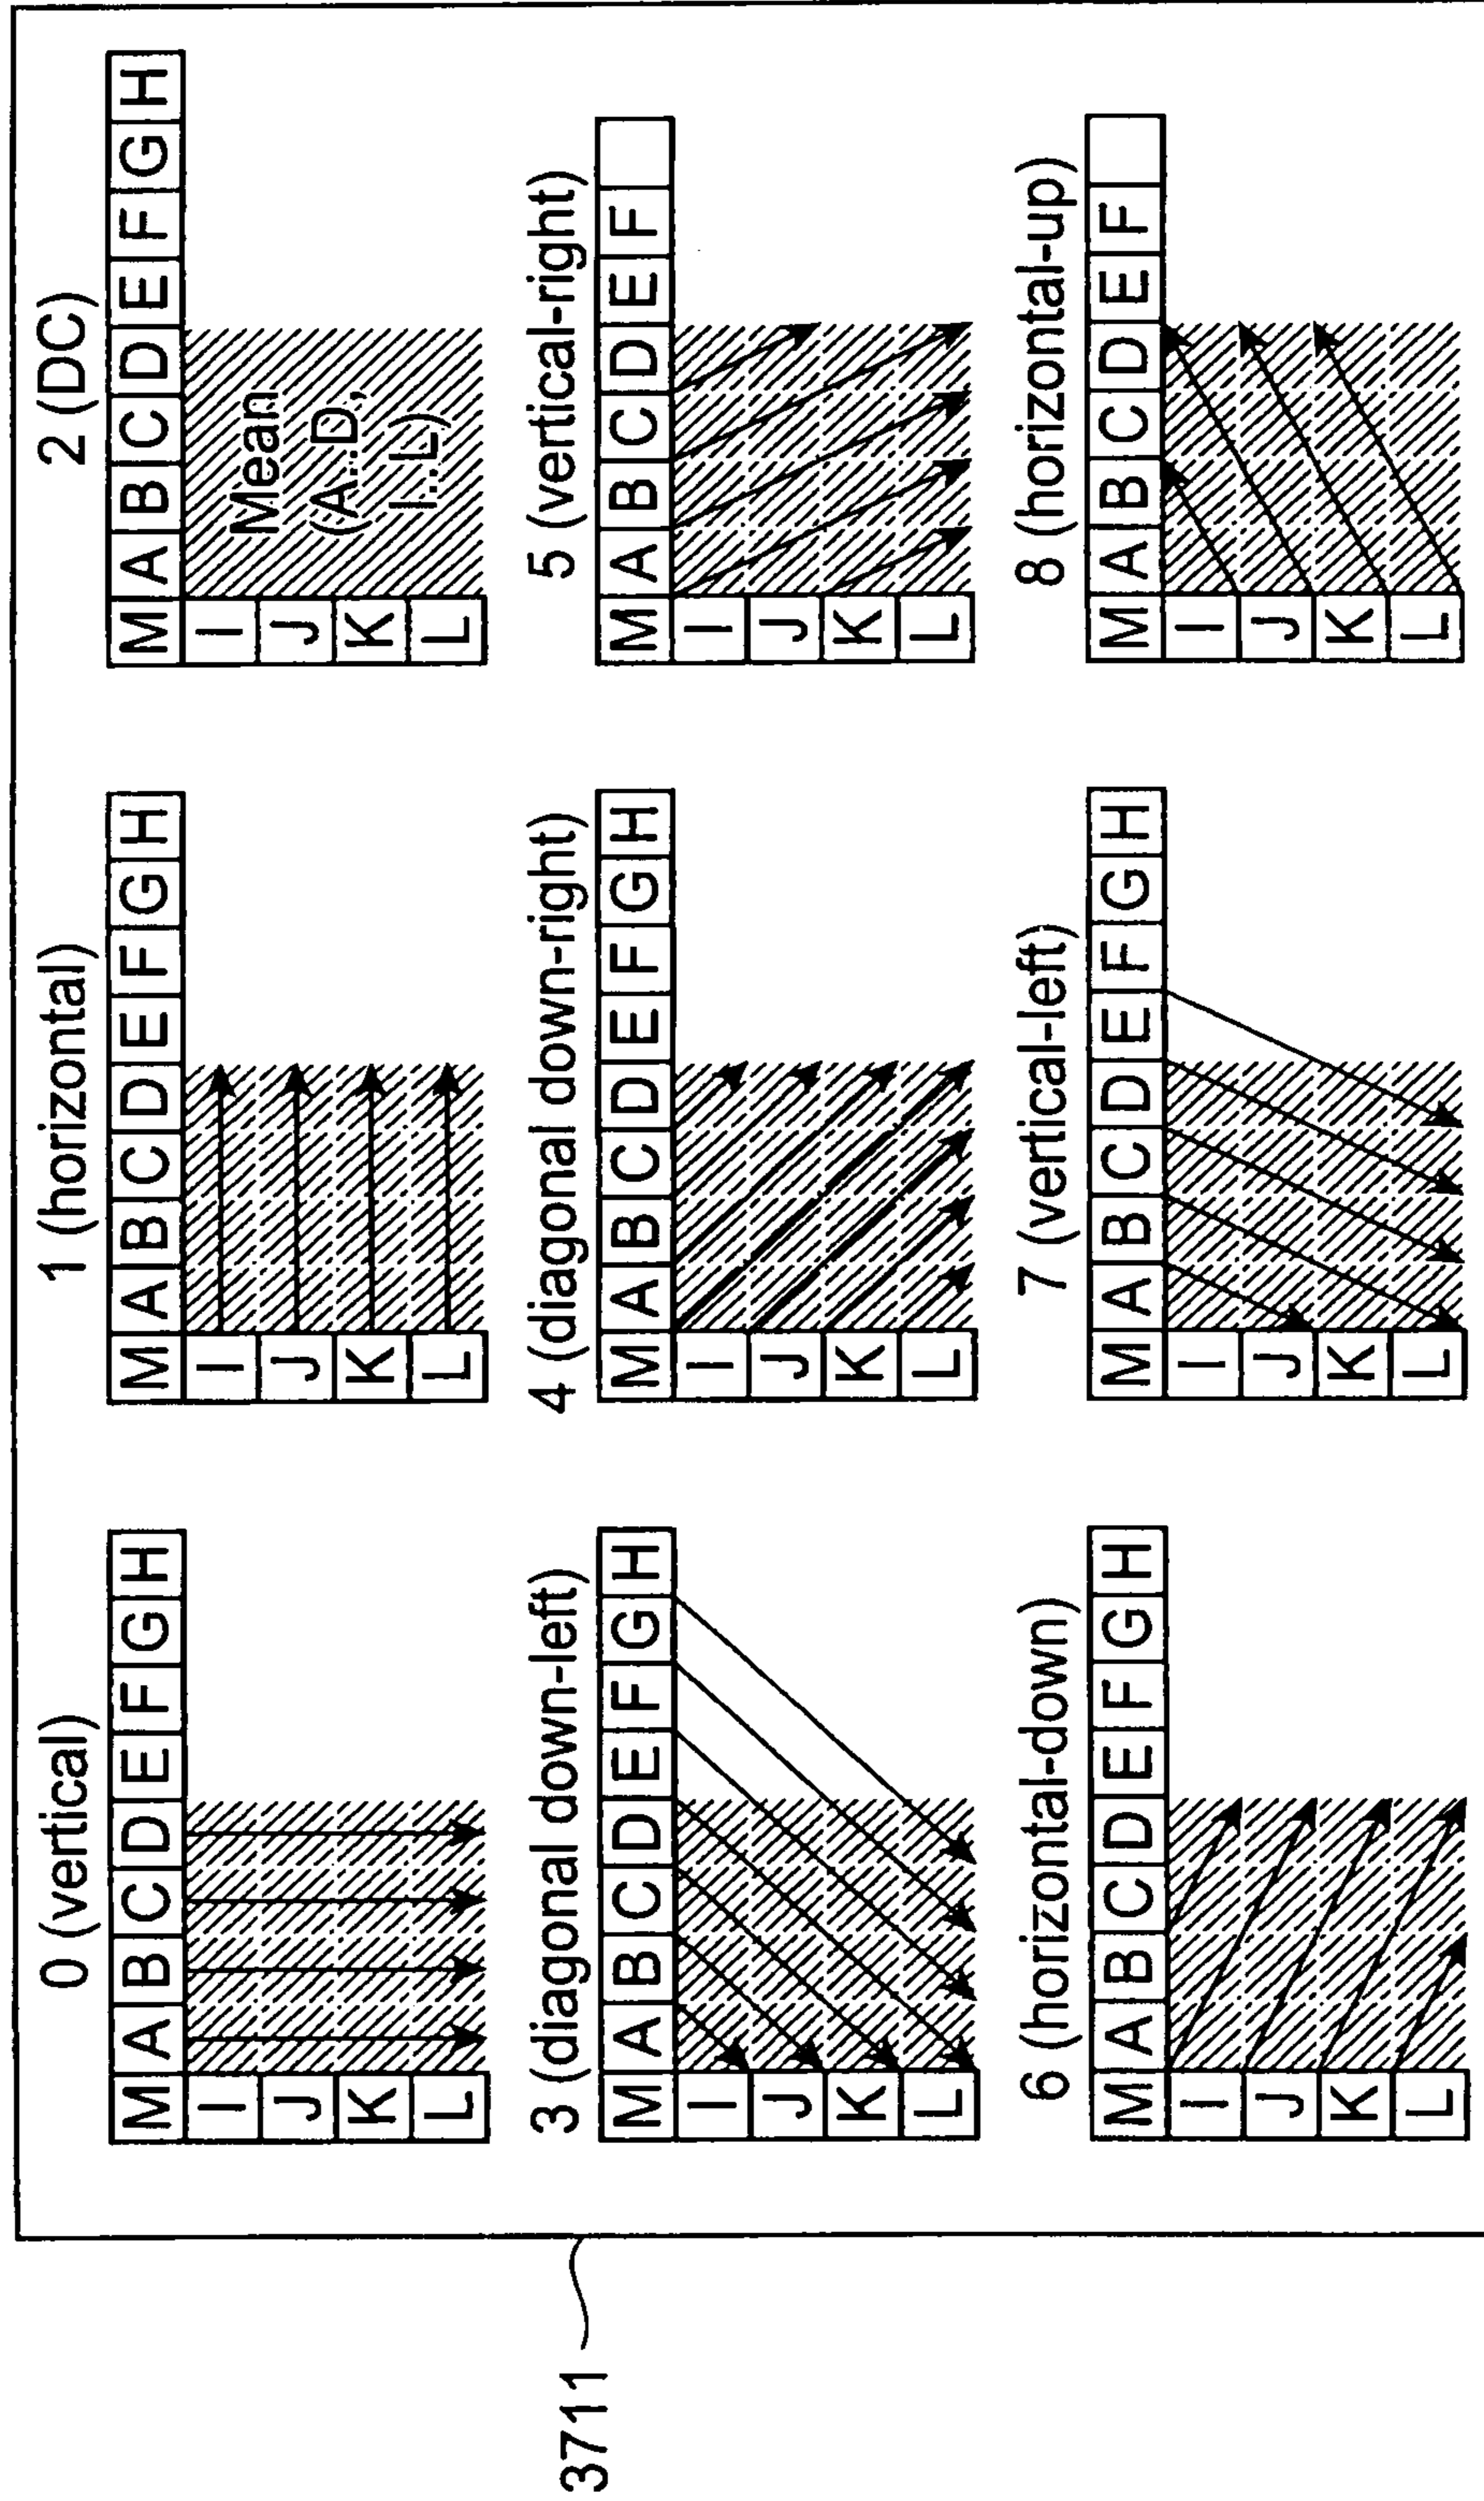 0 (vertical)
M A B C D E F G H
I
J
K
L
1 (horizontal)
M A B C D E F G H
I
J
K
L
2 (DC)
M A B C D E F G H
I
J
K
L
Mean
(A..D,
I...L)
3 (diagonal down-left)
M A B C D E F G H
I
J
K
L
4 (diagonal down-right)
M A B C D E F G H
I
J
K
L
5 (vertical-right)
M A B C D E F
I
J
K
L
6 (horizontal-down)
M A B C D E F G H
I
J
K
L
7 (vertical-left)
M A B C D E F G H
I
J
K
L
8 (horizontal-up)
M A B C D E F
I
J
K
L
3711